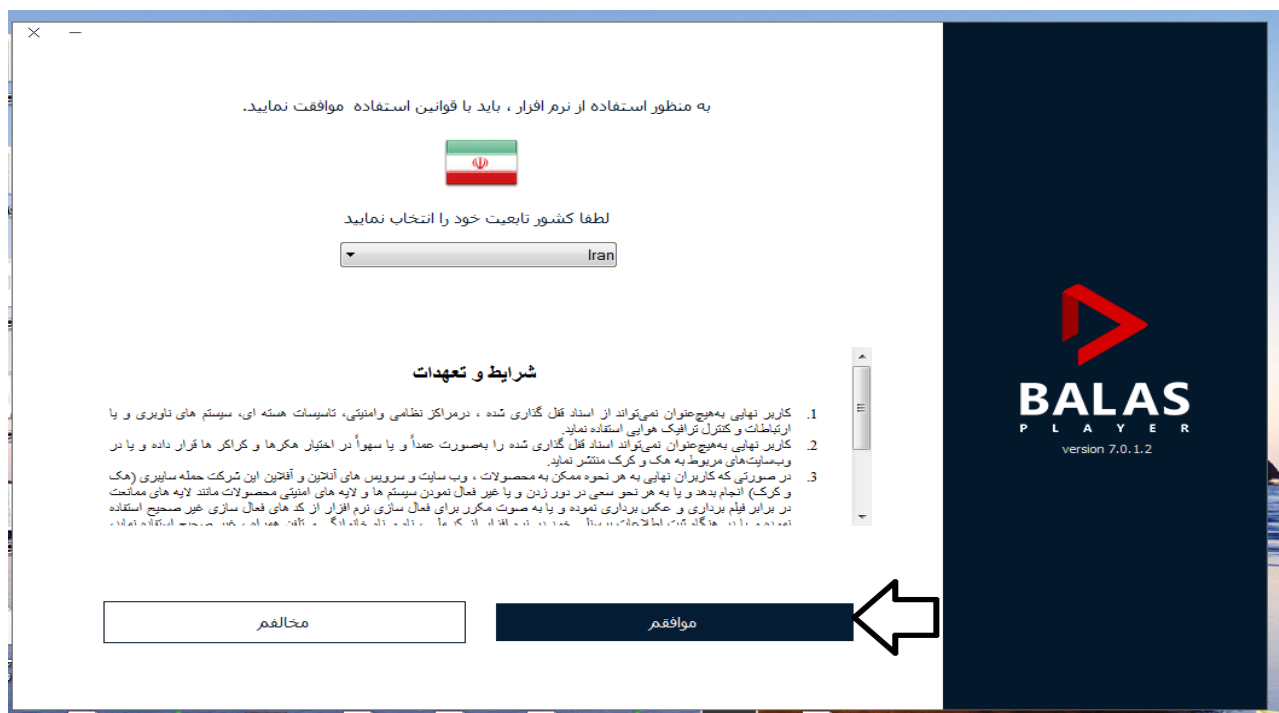 به منظور استفاده از نرم افزار ، باید با قوانین استفاده موافقت نمایید.
لطفا کشور تابعیت خود را انتخاب نمایید
Iran
شرایط و تعهدات
1. کاربر نهایی به‌هیچ‌عنوان نمی‌تواند از اسناد قفل گذاری شده ، درمراکز نظامی وامنیتی، تاسیسات هسته ای، سیستم های ناوبری و یا
ارتباطات و کنترل ترافیک هوایی استفاده نماید.
2. کاربر نهایی به‌هیچ‌عنوان نمی‌تواند اسناد قفل گذاری شده را به‌صورت عمداً و یا سهواً در اختیار هکرها و کراکر ها قرار داده و یا در
وب‌سایت‌های مربوط به هک و کرک منتشر نماید.
3. در صورتی که کاربران نهایی به هر نحوه ممکن به محصولات ، وب سایت و سرویس های آنلاین و آفلاین این شرکت حمله سایبری (هک
و کرک) انجام بدهد و یا به هر نحو سعی در دور زدن و یا غیر فعال نمودن سیستم ها و لایه های امنیتی محصولات مانند لایه های ممانعت
در برابر فیلم برداری و عکس برداری نموده و یا به صوت مکرر برای فعال سازی نرم افزار از کد های فعال سازی غیر صحیح استفاده
موافقم
مخالفم
BALAS
PLAYER
version 7.0.1.2